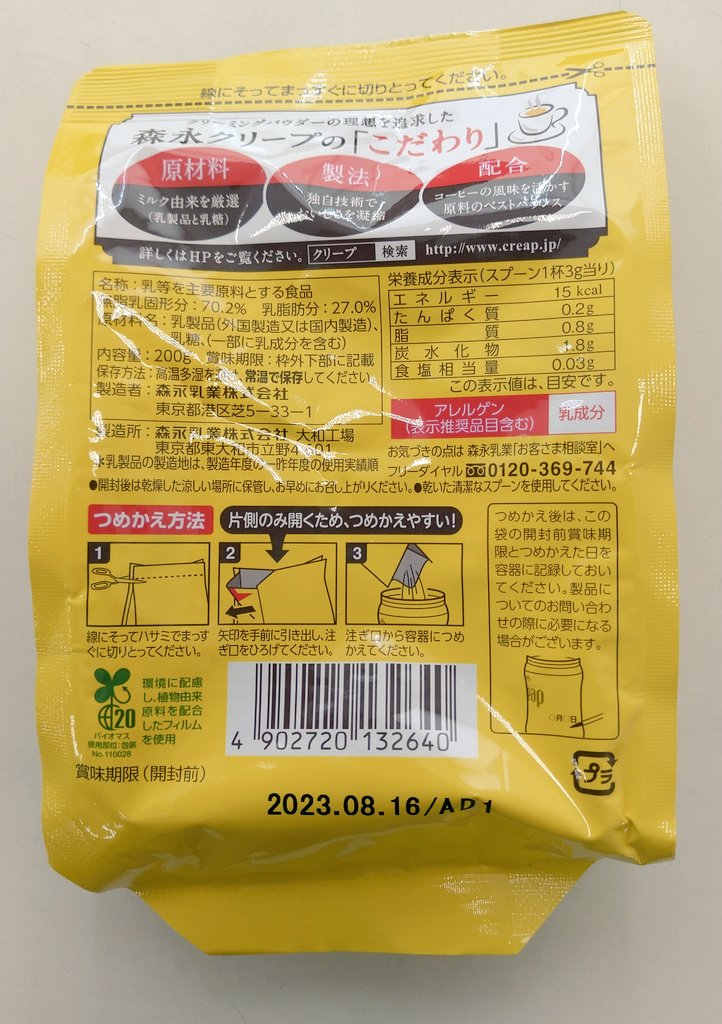 線にそってまっすぐに切りとってください。
クリーミングパウダーの理想を追求した
森永クリープの「こだわり」
原材料
ミルク由来を厳選
(乳製品と乳糖)
製法
独自技術で
を凝縮
配合
コーヒーの風味を活かす
原料のベストバランス
詳しくはHPをご覧ください。 クリープ 検索 http://www.creap.jp/
名称:乳等を主要原料とする食品
無脂乳固形分:70.2% 乳脂肪分:27.0%
原材料名:乳製品(外国製造又は国内製造)、
乳糖、(一部に乳成分を含む)
内容量:200g 賞味期限:枠外下部に記載
保存方法:高温多湿を避け、常温で保存してください。
製造者:森永乳業株式会社
東京都港区芝5-33-1
製造所:森永乳業株式会社 大和工場
東京都東大和市立野4-601
※乳製品の製造地は、製造年度の一昨年度の使用実績順
栄養成分表示(スプーン1杯3g当り)
エネルギー 15 kcal
たんぱく質 0.2g
脂質 0.8g
炭水化物 1.8g
食塩相当量 0.03g
この表示値は、目安です。
アレルゲン
(表示推奨品目含む)
乳成分
お気づきの点は 森永乳業「お客さま相談室」へ
フリーダイヤル 0120-369-744
●開封後は乾燥した涼しい場所に保管し、お早めにお召し上がりください。●乾いた清潔なスプーンを使用してください。
つめかえ方法
片側のみ開くため、つめかえやすい!
1
線にそってハサミでまっす
ぐに切りとってください。
2
矢印を手前に引き出し、注
ぎ口をひろげてください。
3
注ぎ口から容器につめ
かえてください。
つめかえ後は、この
袋の開封前賞味期
限とつめかえた日を
容器に記録しておい
てください。製品に
ついてのお問い合わ
せの際に必要になる
場合がございます。
eap
○月○日
20
バイオマス
使用部位:包装
No.110028
環境に配慮
し、植物由来
原料を配合
したフィルム
を使用
4 902720 132640
プラ
賞味期限(開封前)
2023.08.16/AP1